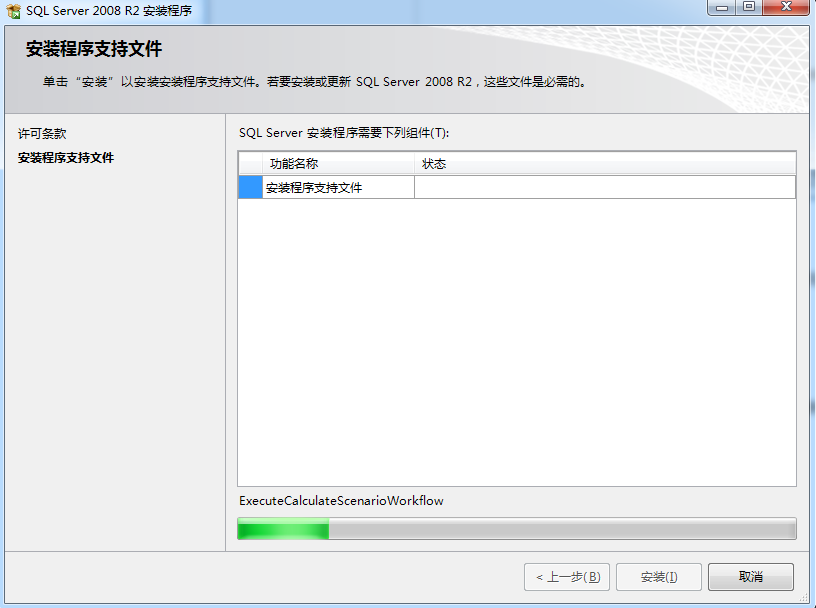 SQL Server 2008 R2 安装程序
安装程序支持文件
单击“安装”以安装安装程序支持文件。若要安装或更新 SQL Server 2008 R2，这些文件是必需的。
许可条款
安装程序支持文件
SQL Server 安装程序需要下列组件(T):
功能名称 状态
安装程序支持文件
ExecuteCalculateScenarioWorkflow
< 上一步(B) 安装(I) 取消